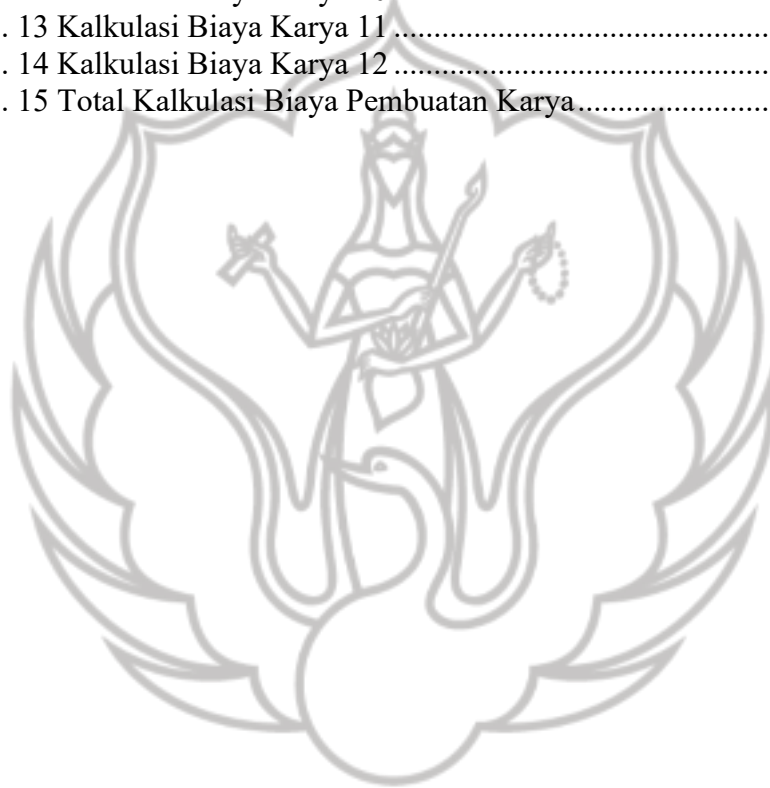 . 13 Kalkulasi Biaya Karya 11 ...............................................
. 14 Kalkulasi Biaya Karya 12 ...............................................
. 15 Total Kalkulasi Biaya Pembuatan Karya........................